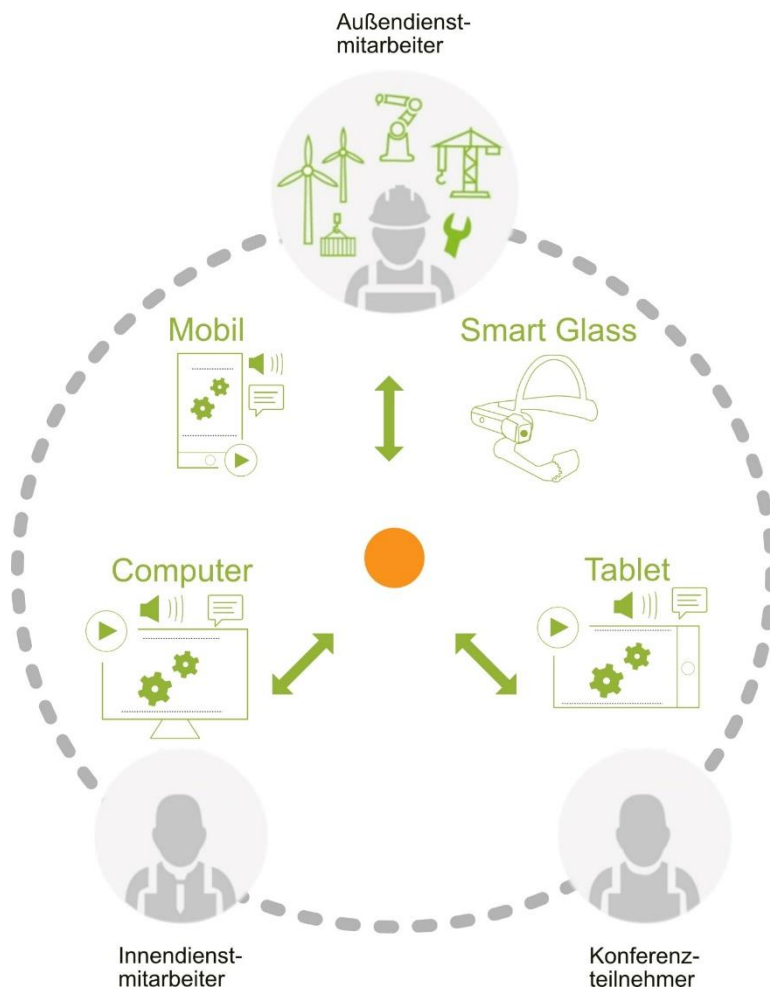 Außendienst-
mitarbeiter
Mobil
Smart Glass
Computer
Tablet
Innendienst-
mitarbeiter
Konferenz-
teilnehmer